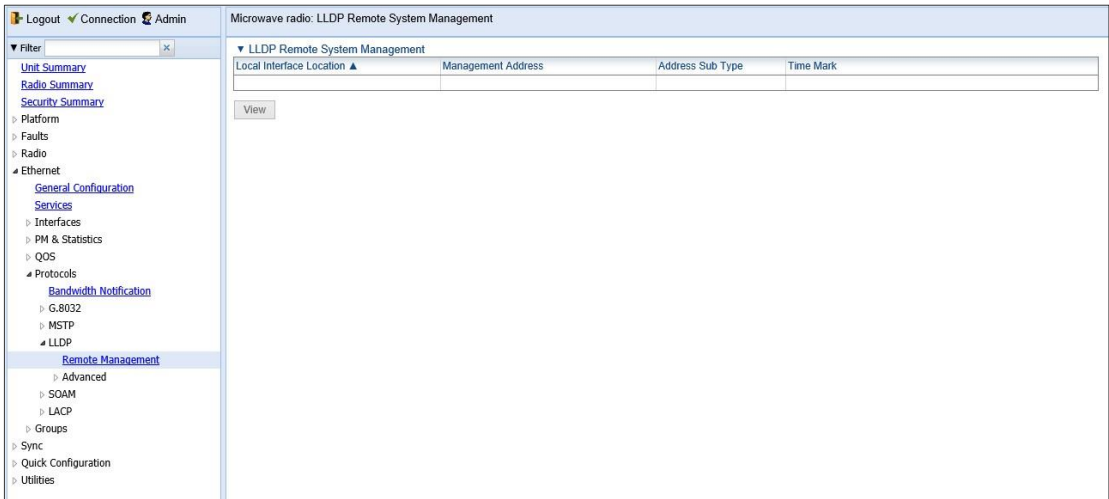 Logout Connection Admin
Microwave radio: LLDP Remote System Management
▼ Filter
Unit Summary
Radio Summary
Security Summary
Platform
Faults
Radio
Ethernet
General Configuration
Services
Interfaces
PM & Statistics
QOS
Protocols
Bandwidth Notification
G.8032
MSTP
LLDP
Remote Management
Advanced
SOAM
LACP
Groups
Sync
Quick Configuration
Utilities
▼ LLDP Remote System Management
Local Interface Location ▲ Management Address Address Sub Type Time Mark
View